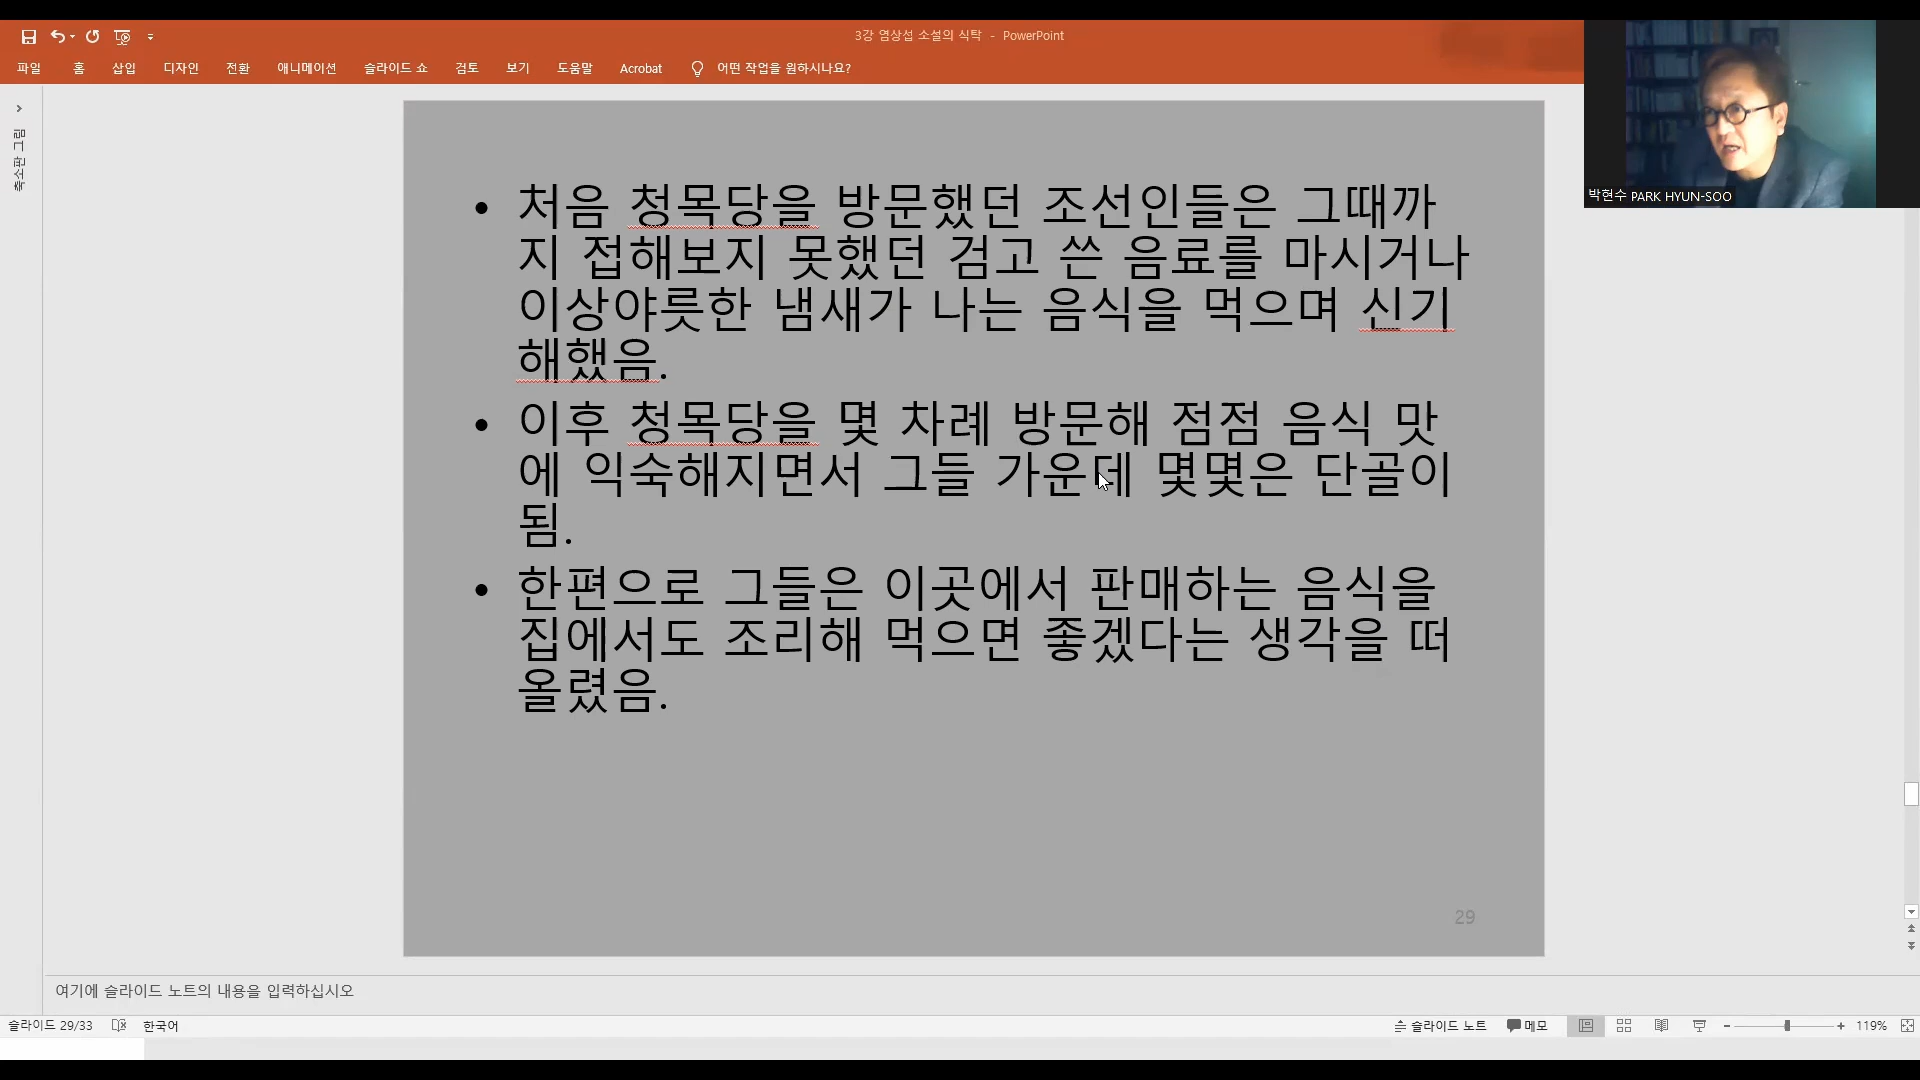 3강 염상섭 소설의 식탁 - PowerPoint
파일 홈 삽입 디자인 전환 애니메이션 슬라이드 쇼 검토 보기 도움말 Acrobat 어떤 작업을 원하시나요?
박현수 PARK HYUN-SOO
축소판 그림
• 처음 청목당을 방문했던 조선인들은 그때까
지 접해보지 못했던 검고 쓴 음료를 마시거나
이상야릇한 냄새가 나는 음식을 먹으며 신기
해했음.
• 이후 청목당을 몇 차례 방문해 점점 음식 맛
에 익숙해지면서 그들 가운데 몇몇은 단골이
됨.
• 한편으로 그들은 이곳에서 판매하는 음식을
집에서도 조리해 먹으면 좋겠다는 생각을 떠
올렸음.
29
여기에 슬라이드 노트의 내용을 입력하십시오
슬라이드 29/33 한국어 슬라이드 노트 메모 119%